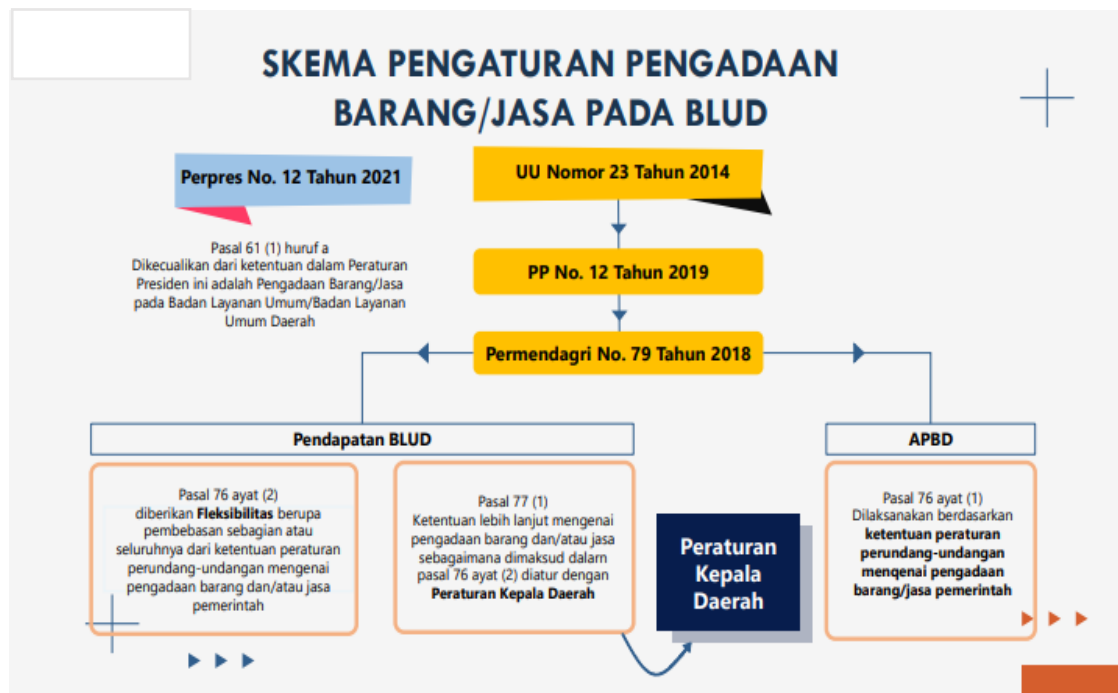 SKEMA PENGATURAN PENGADAAN
BARANG/JASA PADA BLUD
Perpres No. 12 Tahun 2021
Pasal 61 (1) huruf a
Dikecualikan dari ketentuan dalam Peraturan
Presiden ini adalah Pengadaan Barang/Jasa
pada Badan Layanan Umum/Badan Layanan
Umum Daerah
UU Nomor 23 Tahun 2014
PP No. 12 Tahun 2019
Permendagri No. 79 Tahun 2018
Pendapatan BLUD
Pasal 76 ayat (2)
diberikan Fleksibilitas berupa
pembebasan sebagian atau
seluruhnya dari ketentuan peraturan
perundang-undangan mengenai
pengadaan barang dan/atau jasa
pemerintah
Pasal 77 (1)
Ketentuan lebih lanjut mengenai
pengadaan barang dan/atau jasa
sebagaimana dimaksud dalarn
pasal 76 ayat (2) diatur dengan
Peraturan Kepala Daerah
Peraturan
Kepala
Daerah
APBD
Pasal 76 ayat (1)
Dilaksanakan berdasarkan
ketentuan peraturan
perundang-undangan
menqenai pengadaan
barang/jasa pemerintah